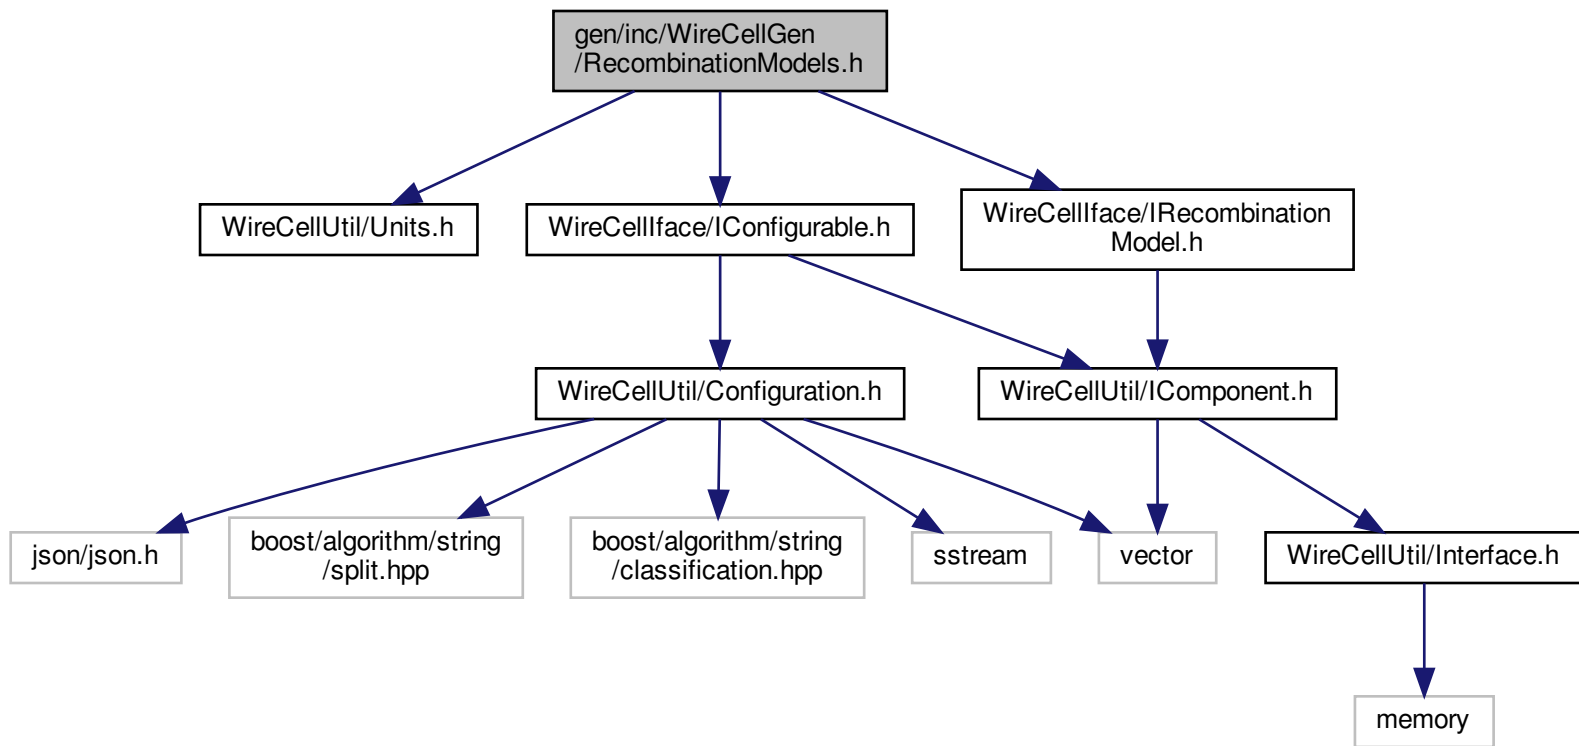 gen/inc/WireCellGen
/RecombinationModels.h
WireCellUtil/Units.h
WireCellIface/IConfigurable.h
WireCellIface/IRecombination
Model.h
WireCellUtil/Configuration.h
WireCellUtil/IComponent.h
json/json.h
boost/algorithm/string
/split.hpp
boost/algorithm/string
/classification.hpp
sstream
vector
WireCellUtil/Interface.h
memory